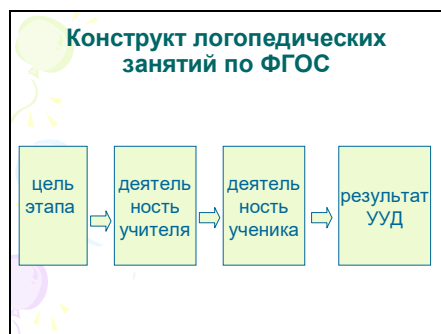 Конструкт логопедических
занятий по ФГОС
цель
этапа
деятель
ность
учителя
деятель
ность
ученика
результат
УУД